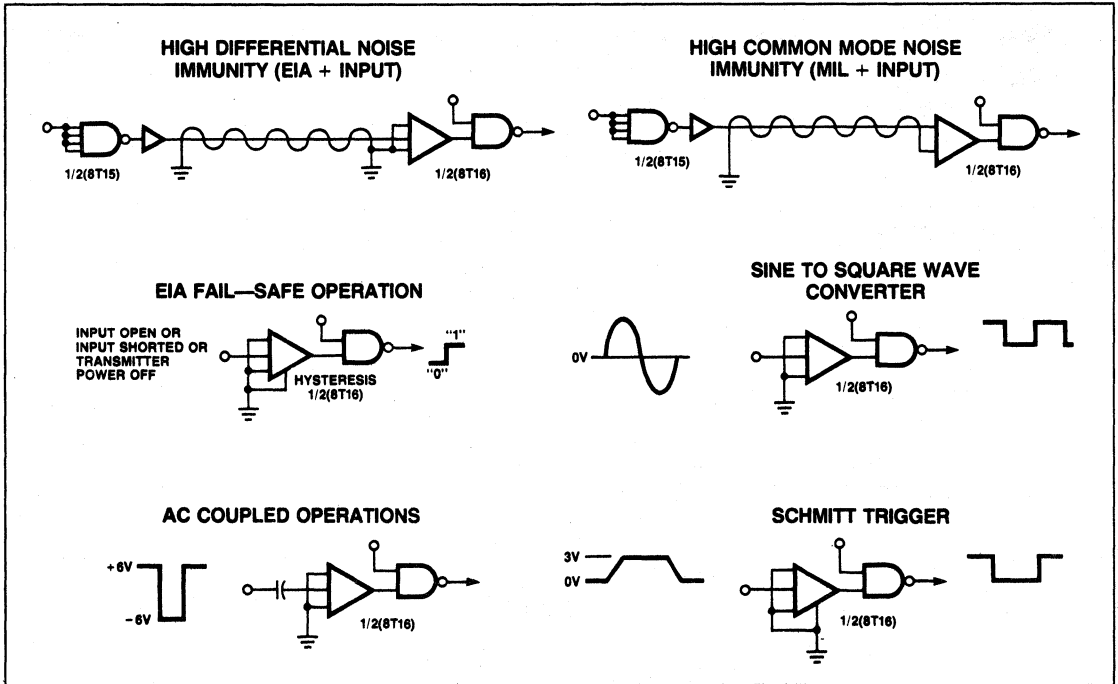 HIGH DIFFERENTIAL NOISE
IMMUNITY (EIA + INPUT)
1/2(8T15)
1/2(8T16)
HIGH COMMON MODE NOISE
IMMUNITY (MIL + INPUT)
1/2(8T15)
1/2(8T16)
EIA FAIL—SAFE OPERATION
INPUT OPEN OR
INPUT SHORTED OR
TRANSMITTER
POWER OFF
HYSTERESIS
1/2(8T16)
"1"
"0"
SINE TO SQUARE WAVE
CONVERTER
0V
1/2(8T16)
AC COUPLED OPERATIONS
+6V
-6V
1/2(8T16)
SCHMITT TRIGGER
3V
0V
1/2(8T16)